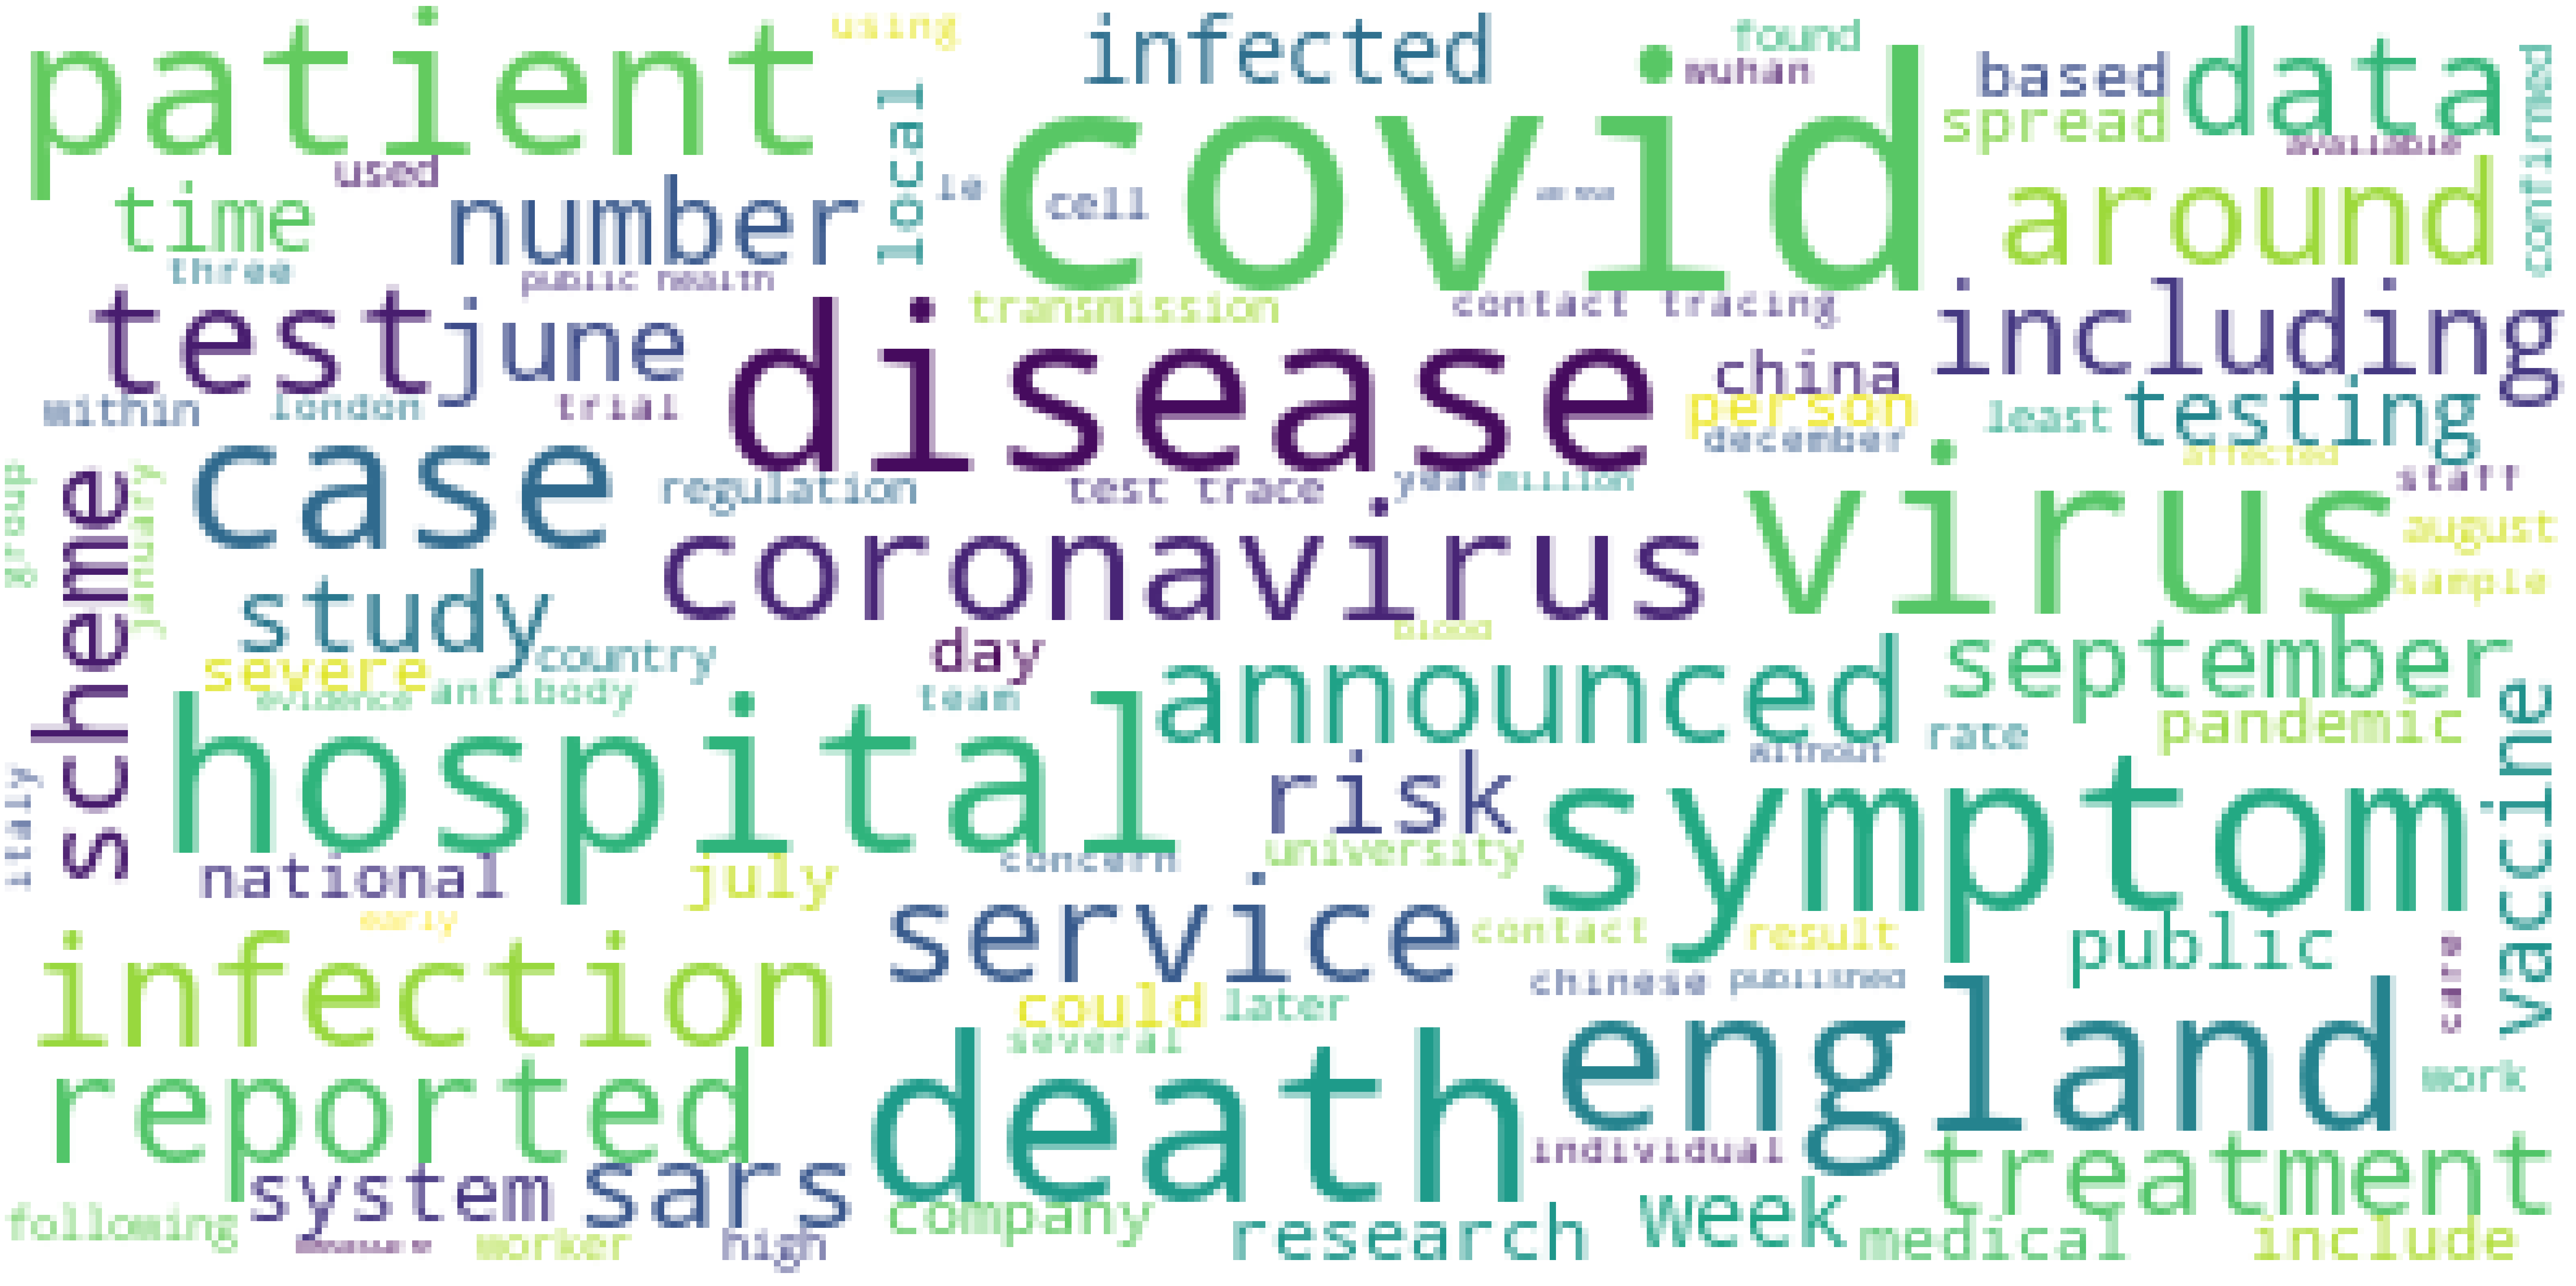 patient
using
infected
covid
found
wuhan
based
data
spread
available
confirmed
used
local
time
number
le
cell
area
around
three
public health
transmission
contact tracing
including
test
june
disease
china
person
december
least
testing
within
london
trial
affected
case
regulation
test trace
year
million
virus
staff
group
january
scheme
coronavirus
august
sample
study
blood
severe
country
day
september
evidence
antibody
team
announced
pandemic
hospital
without
rate
vaccine
italy
risk
symptom
national
july
concern
university
early
service
contact
result
public
infection
could
later
chinese
published
care
several
reported
death
england
work
individual
treatment
system
sars
company
week
following
measure
worker
high
research
medical
include